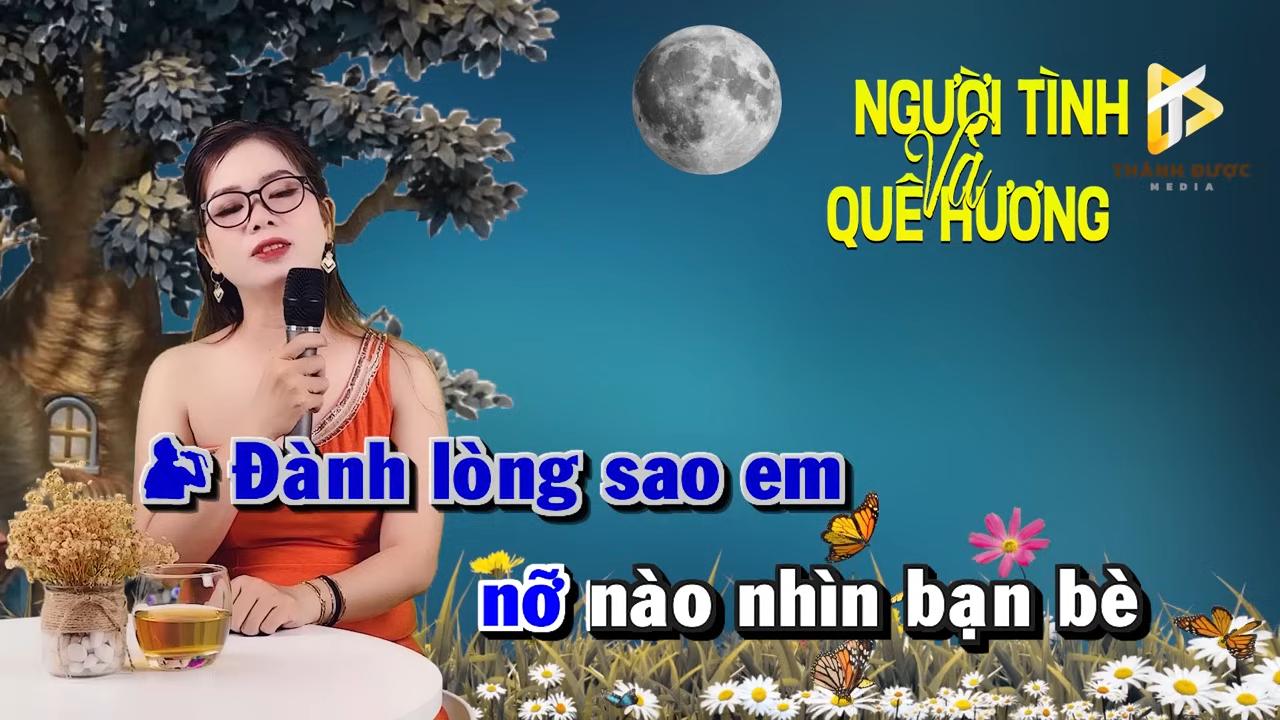 NGƯỜI TÌNH
Và
QUÊ HƯƠNG
THÀNH ĐƯỢC
MEDIA
Đành lòng sao em
nỡ nào nhìn bạn bè